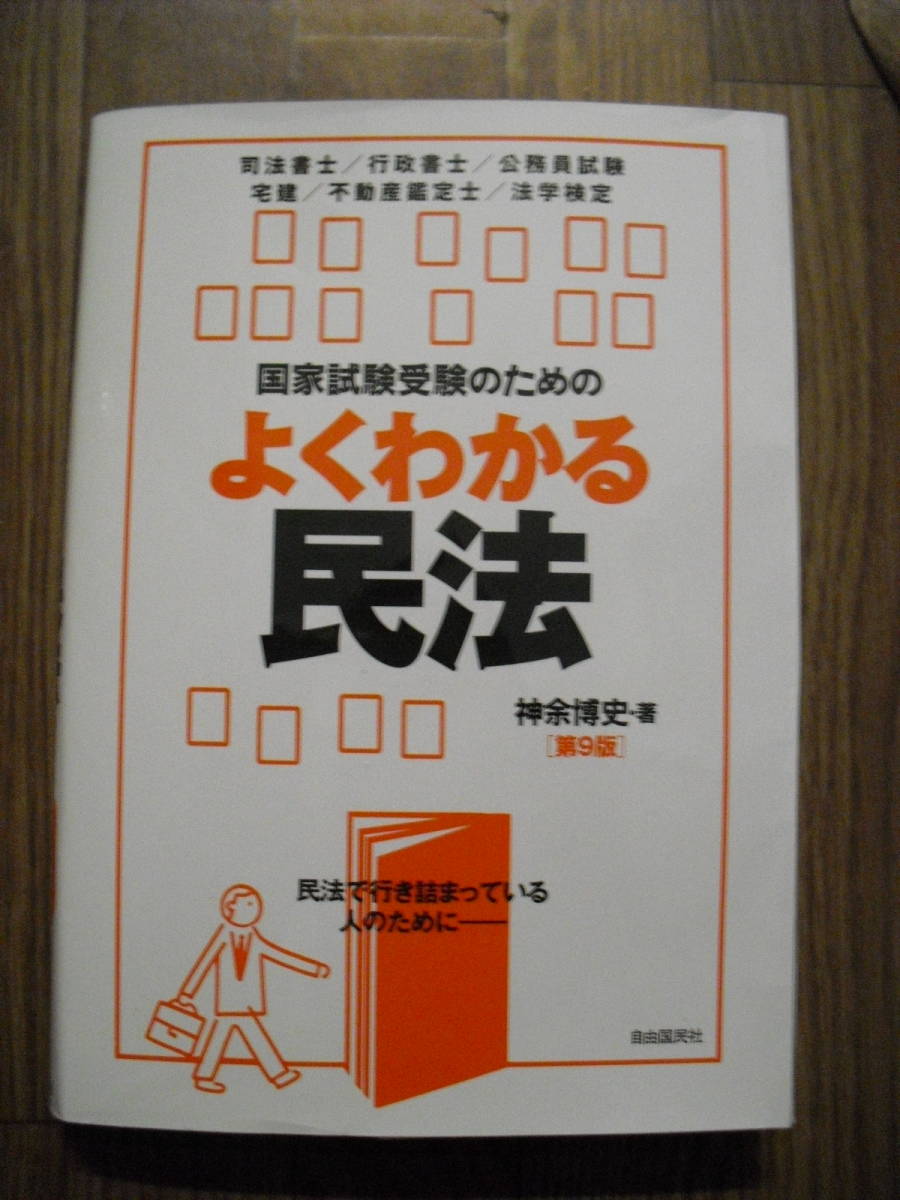 司法書士／行政書士／公務員試験
宅建／不動産鑑定士／法学検定
国家試験受験のための
よくわかる
民法
神余博史・著
［第9版］
民法で行き詰まっている
人のために――
自由国民社